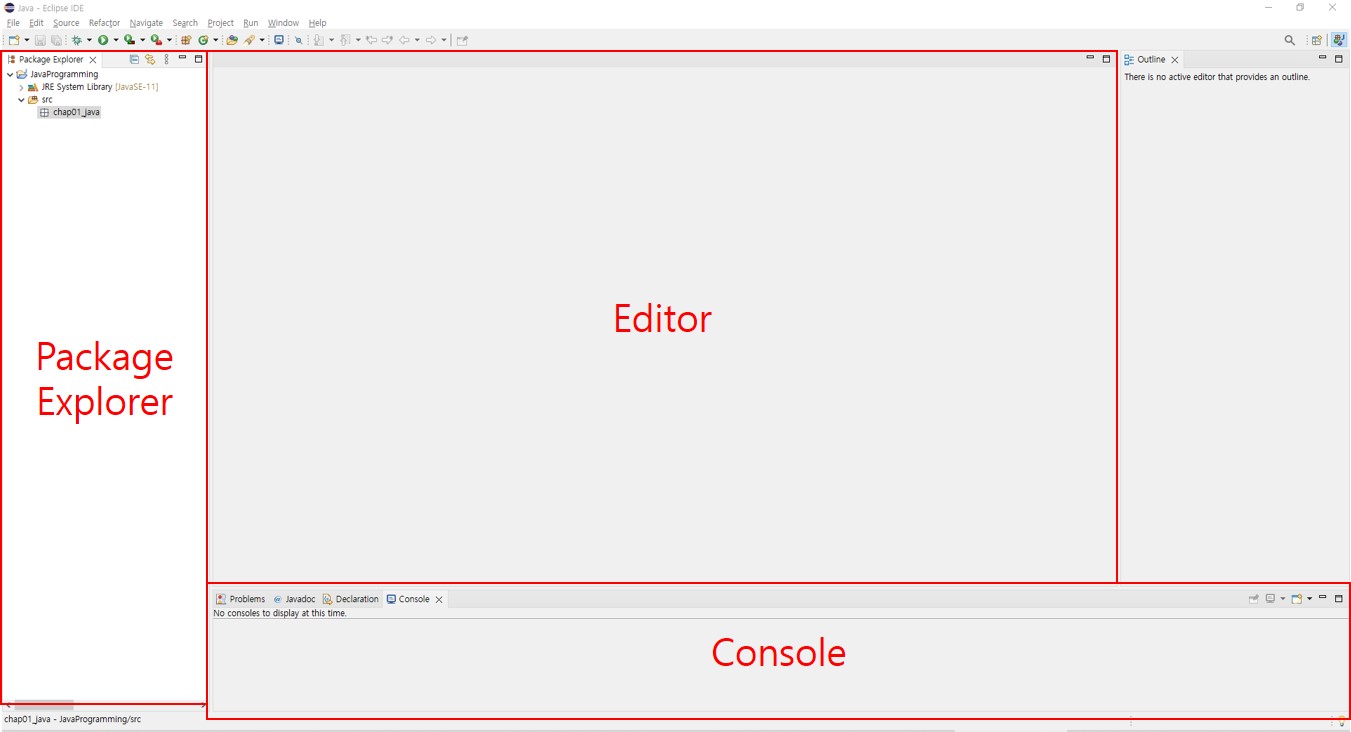 Java - Eclipse IDE
File Edit Source Refactor Navigate Search Project Run Window Help
Package Explorer
JavaProgramming
JRE System Library [JavaSE-11]
src
chap01_java
Package
Explorer
Editor
Outline
There is no active editor that provides an outline.
Problems Javadoc Declaration Console
No consoles to display at this time.
Console
chap01_java - JavaProgramming/src